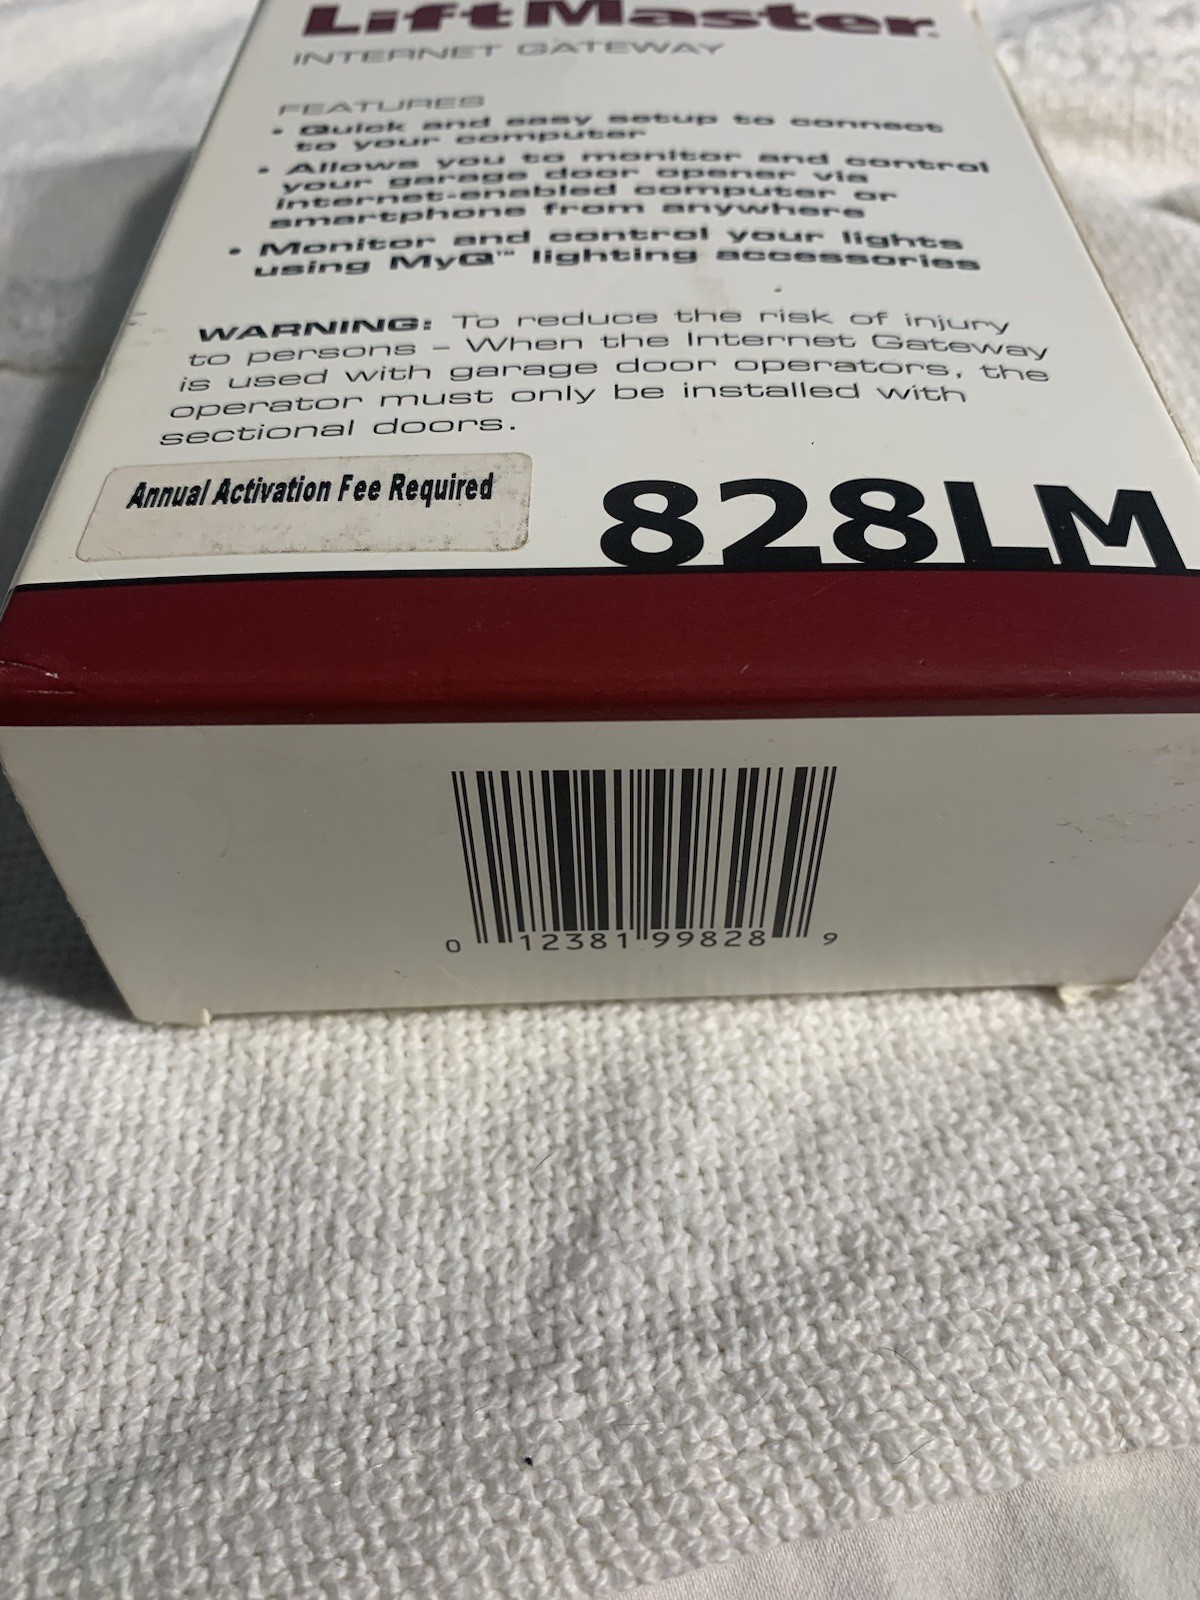 LiftMaster.
INTERNET GATEWAY
FEATURES
• Quick and easy setup to connect
to your computer
• Allows you to monitor and control
your garage door opener via
internet-enabled computer or
smartphone from anywhere
• Monitor and control your lights
using MyQ™ lighting accessories
WARNING: To reduce the risk of injury
to persons – When the Internet Gateway
is used with garage door operators, the
operator must only be installed with
sectional doors.
Annual Activation Fee Required
828LM
0 12381 99828 9